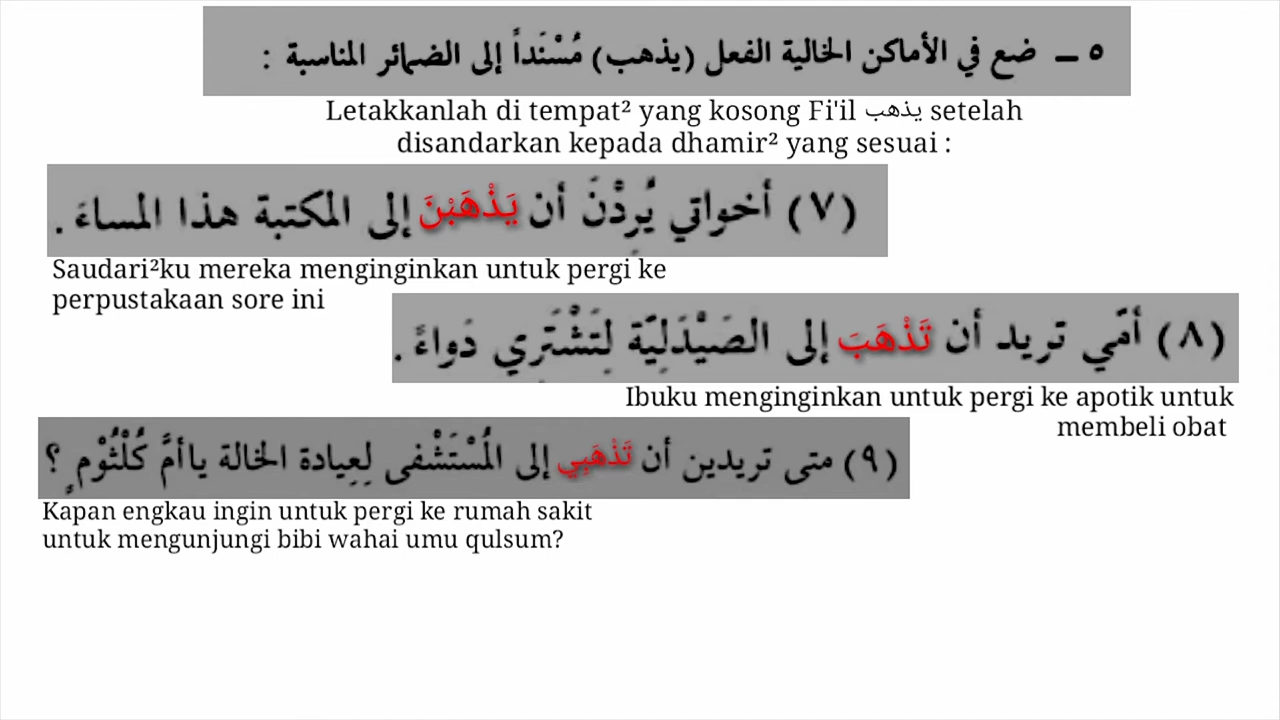 ٥ ــ ضع في الأماكن الخالية الفعل (يذهب) مُسْنَداً إلى الضمائر المناسبة :
Letakkanlah di tempat² yang kosong Fi'il يذهب setelah
disandarkan kepada dhamir² yang sesuai :
(٧) أخواتي يُرِدْنَ أن يَذْهَبْنَ إلى المكتبة هذا المساءَ .
Saudari²ku mereka menginginkan untuk pergi ke
perpustakaan sore ini
(٨) أمّي تريد أن تَذْهَبَ إلى الصَيْدَلِيّة لِتَشْتَرِي دَواءً .
Ibuku menginginkan untuk pergi ke apotik untuk
membeli obat
(٩) متى تريدين أن تَذْهَبِي إلى المُسْتَشْفى لِعِيادة الخالة يا أمَّ كُلْثُوْمٍ ؟
Kapan engkau ingin untuk pergi ke rumah sakit
untuk mengunjungi bibi wahai umu qulsum?